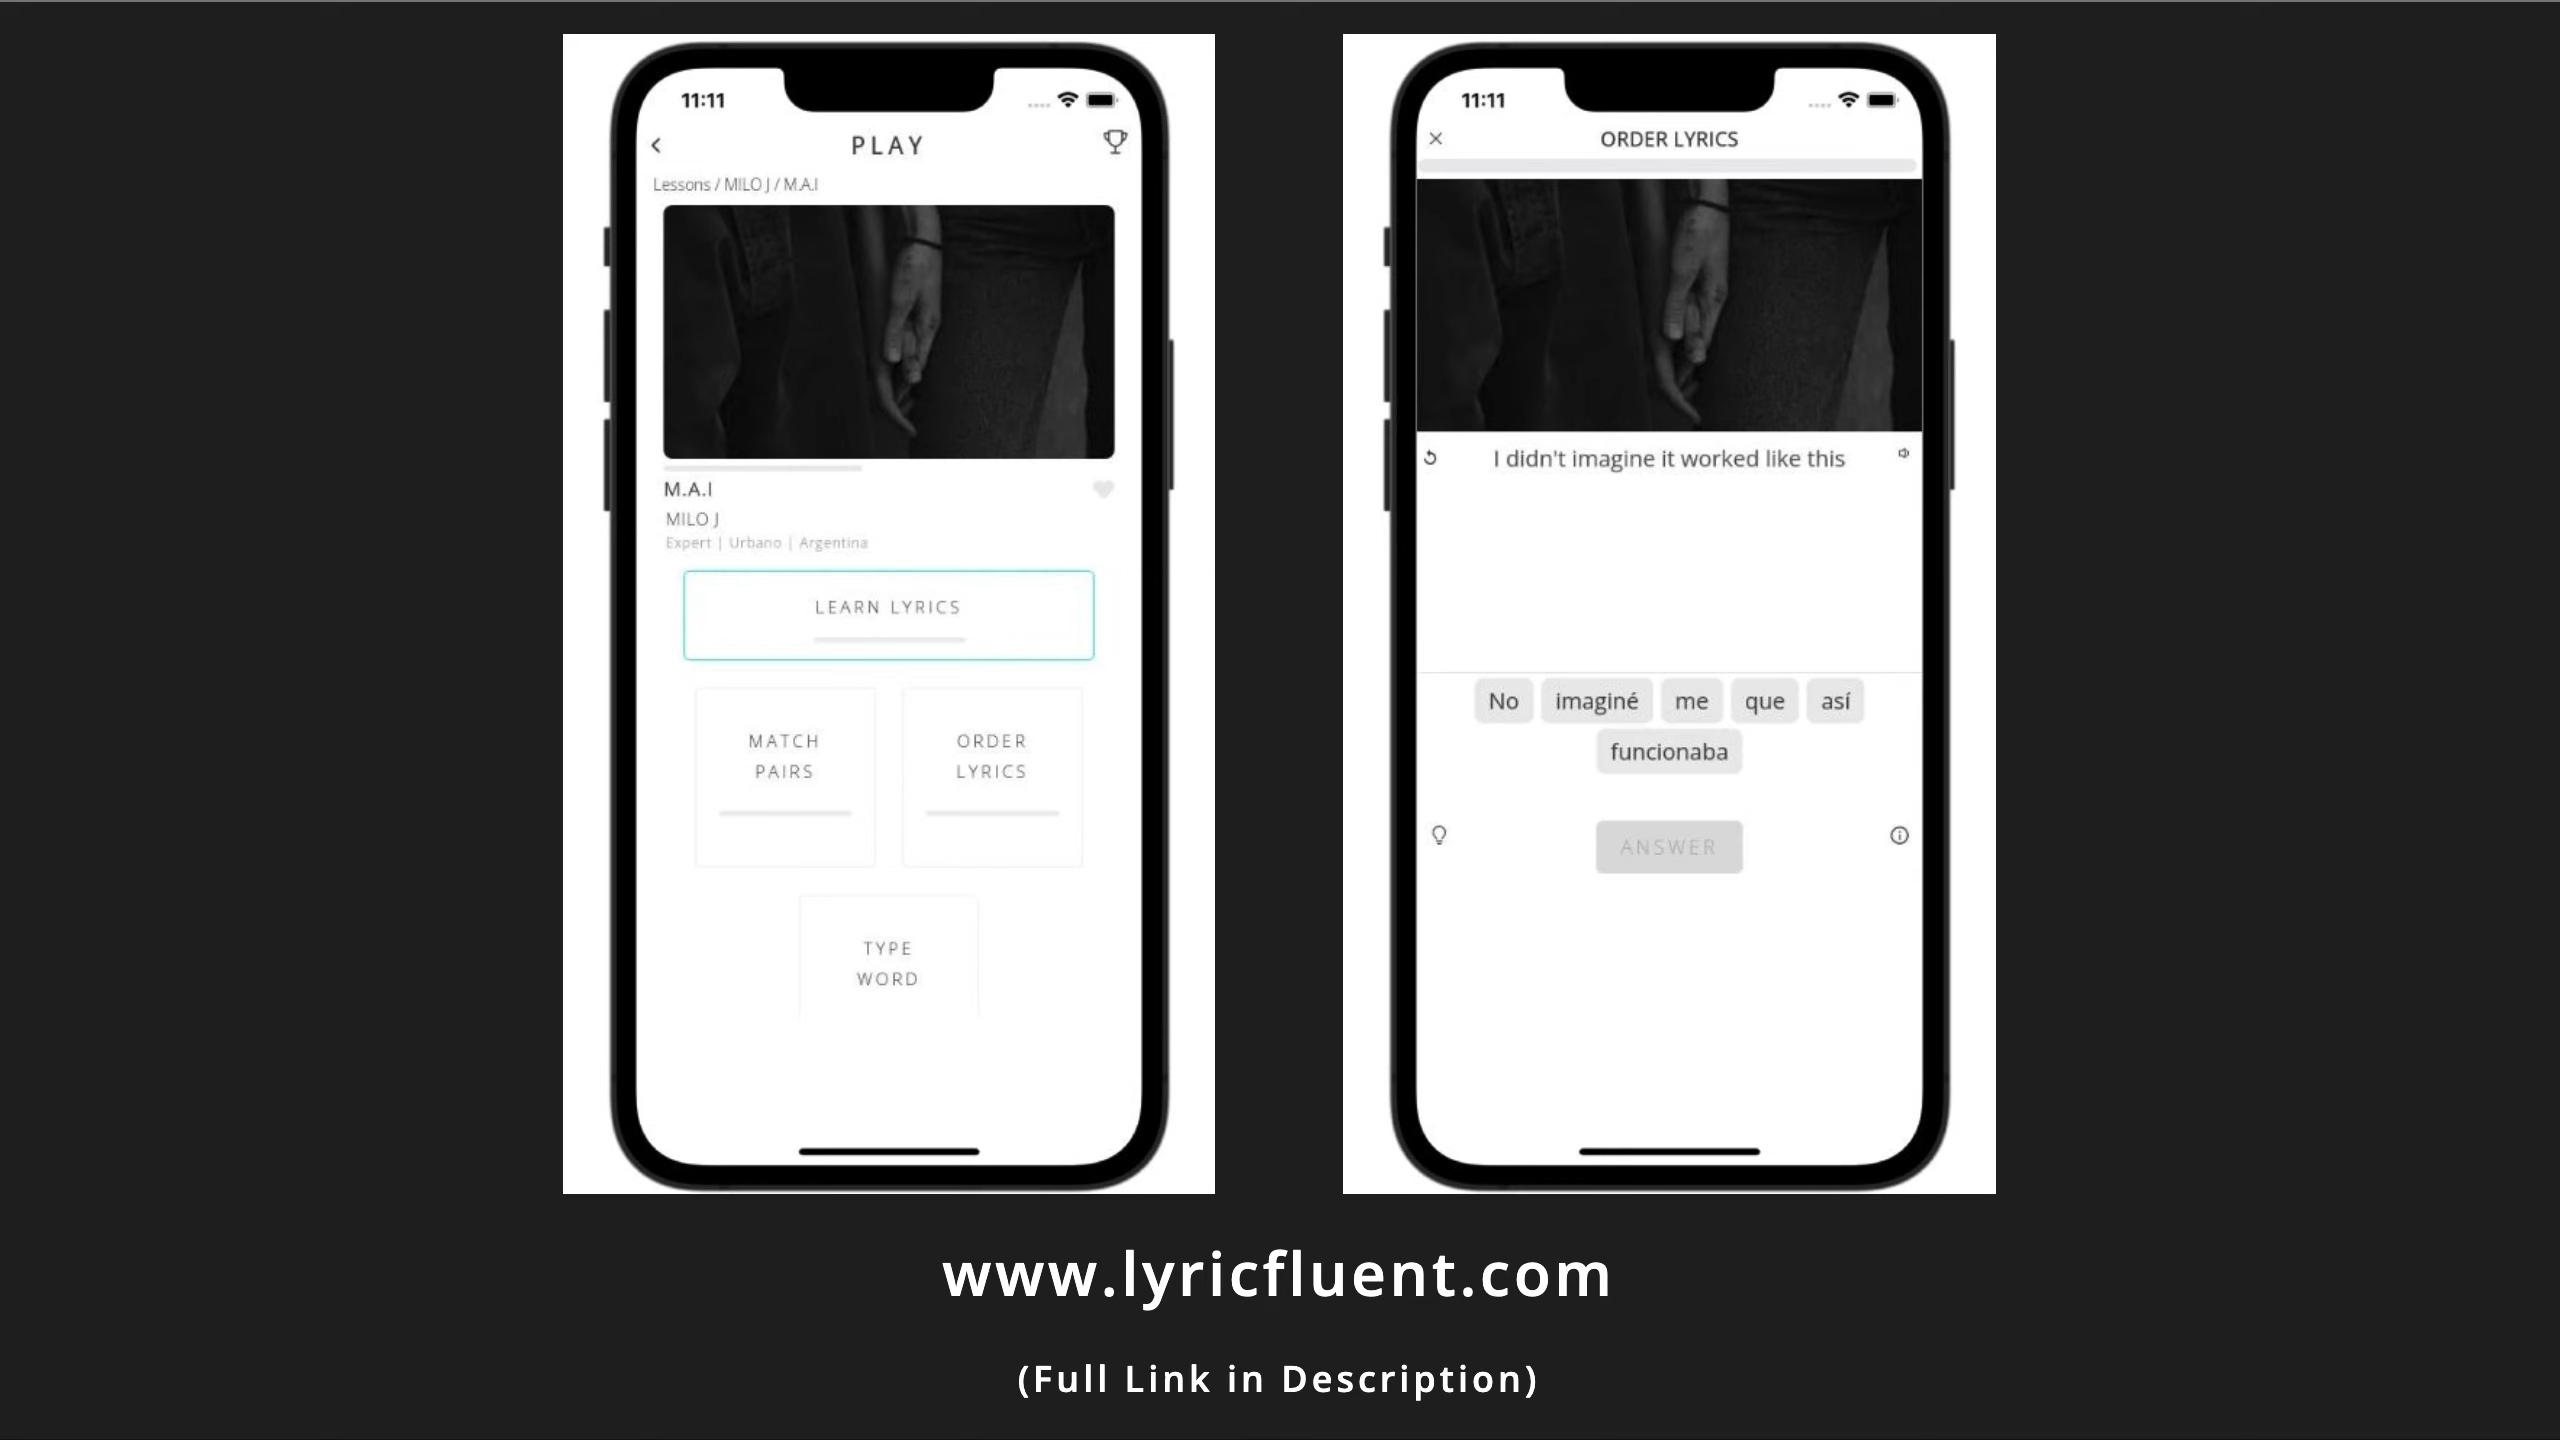 11:11
PLAY
Lessons / MILO J / M.A.I
M.A.I
MILO J
Expert | Urbano | Argentina
LEARN LYRICS
MATCH
PAIRS
ORDER
LYRICS
TYPE
WORD
11:11
ORDER LYRICS
I didn't imagine it worked like this
No imaginé me que así
funcionaba
ANSWER
www.lyricfluent.com
(Full Link in Description)